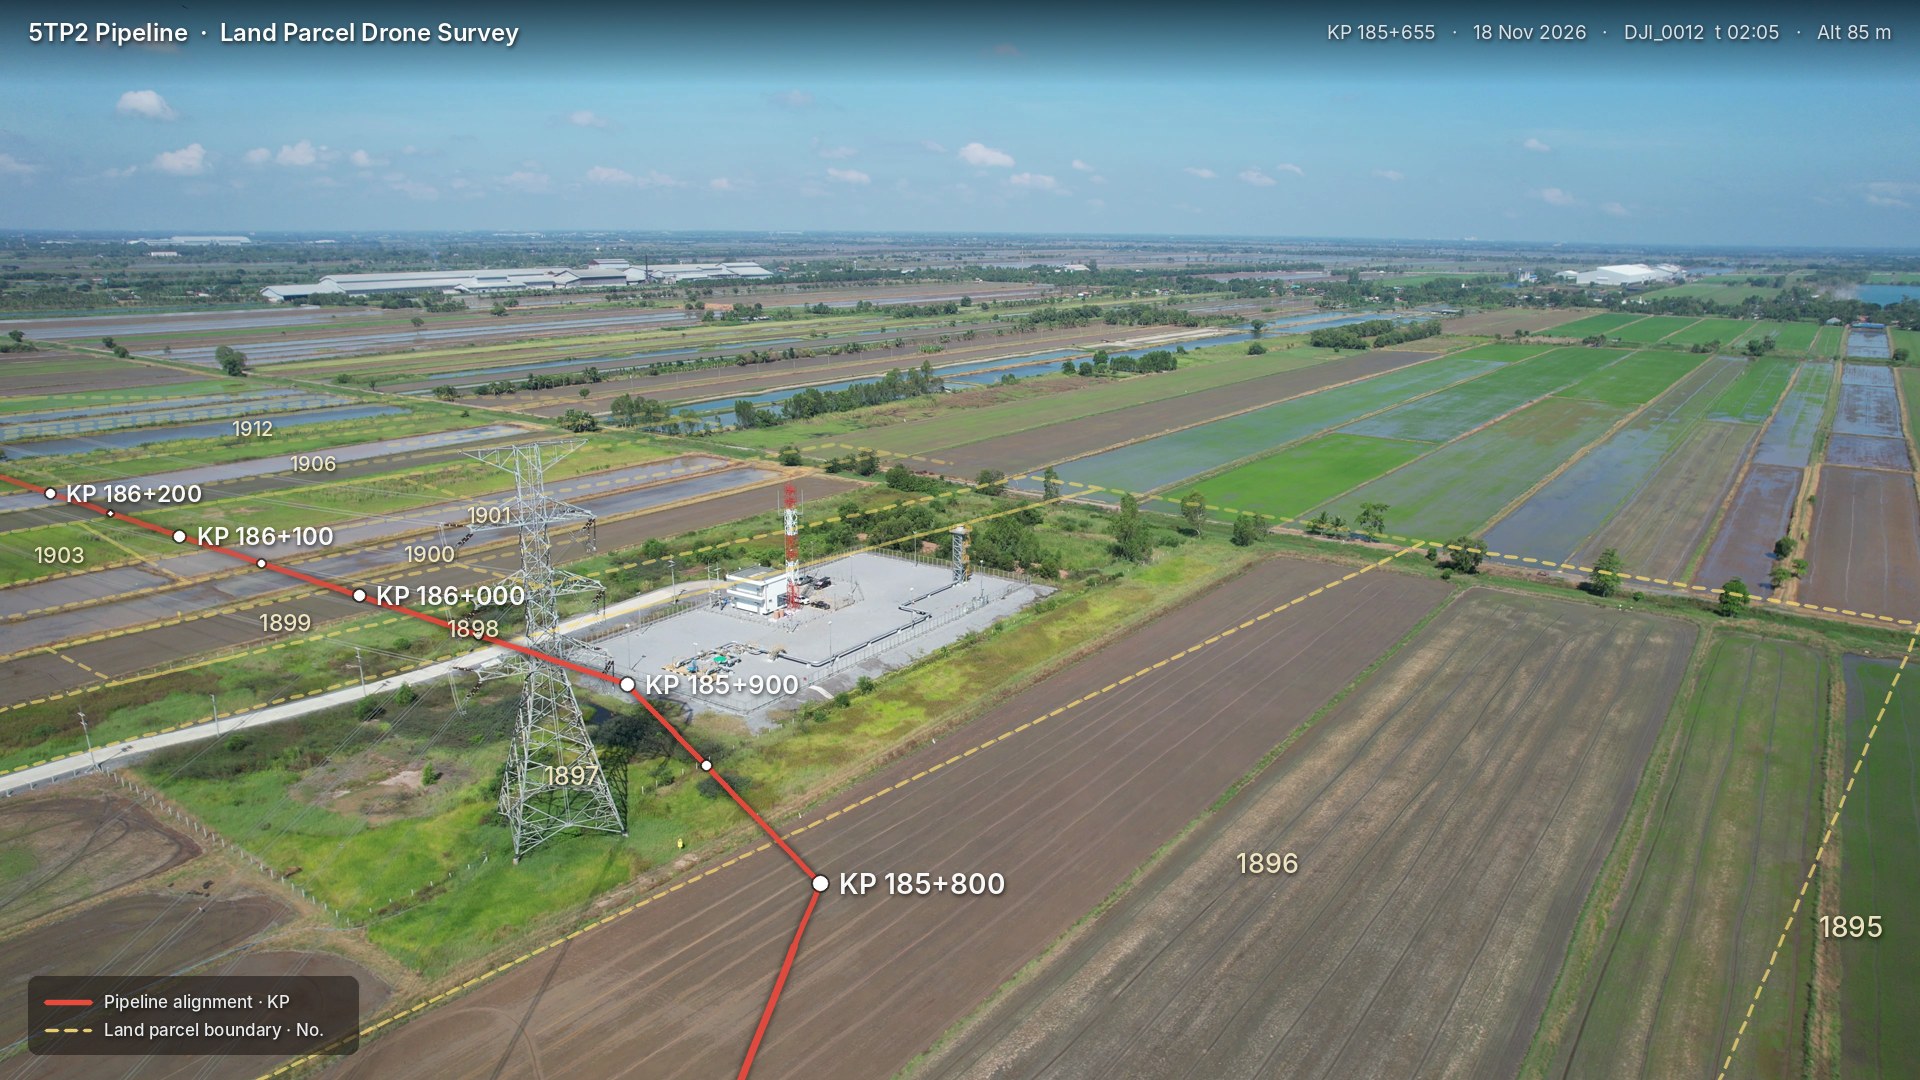 5TP2 Pipeline · Land Parcel Drone Survey
KP 185+655 · 18 Nov 2026 · DJI_0012 t 02:05 · Alt 85 m
1912
1906
KP 186+200
1901
KP 186+100
1903
1900
KP 186+000
1899
1898
KP 185+900
1897
1896
KP 185+800
1895
Pipeline alignment · KP
Land parcel boundary · No.